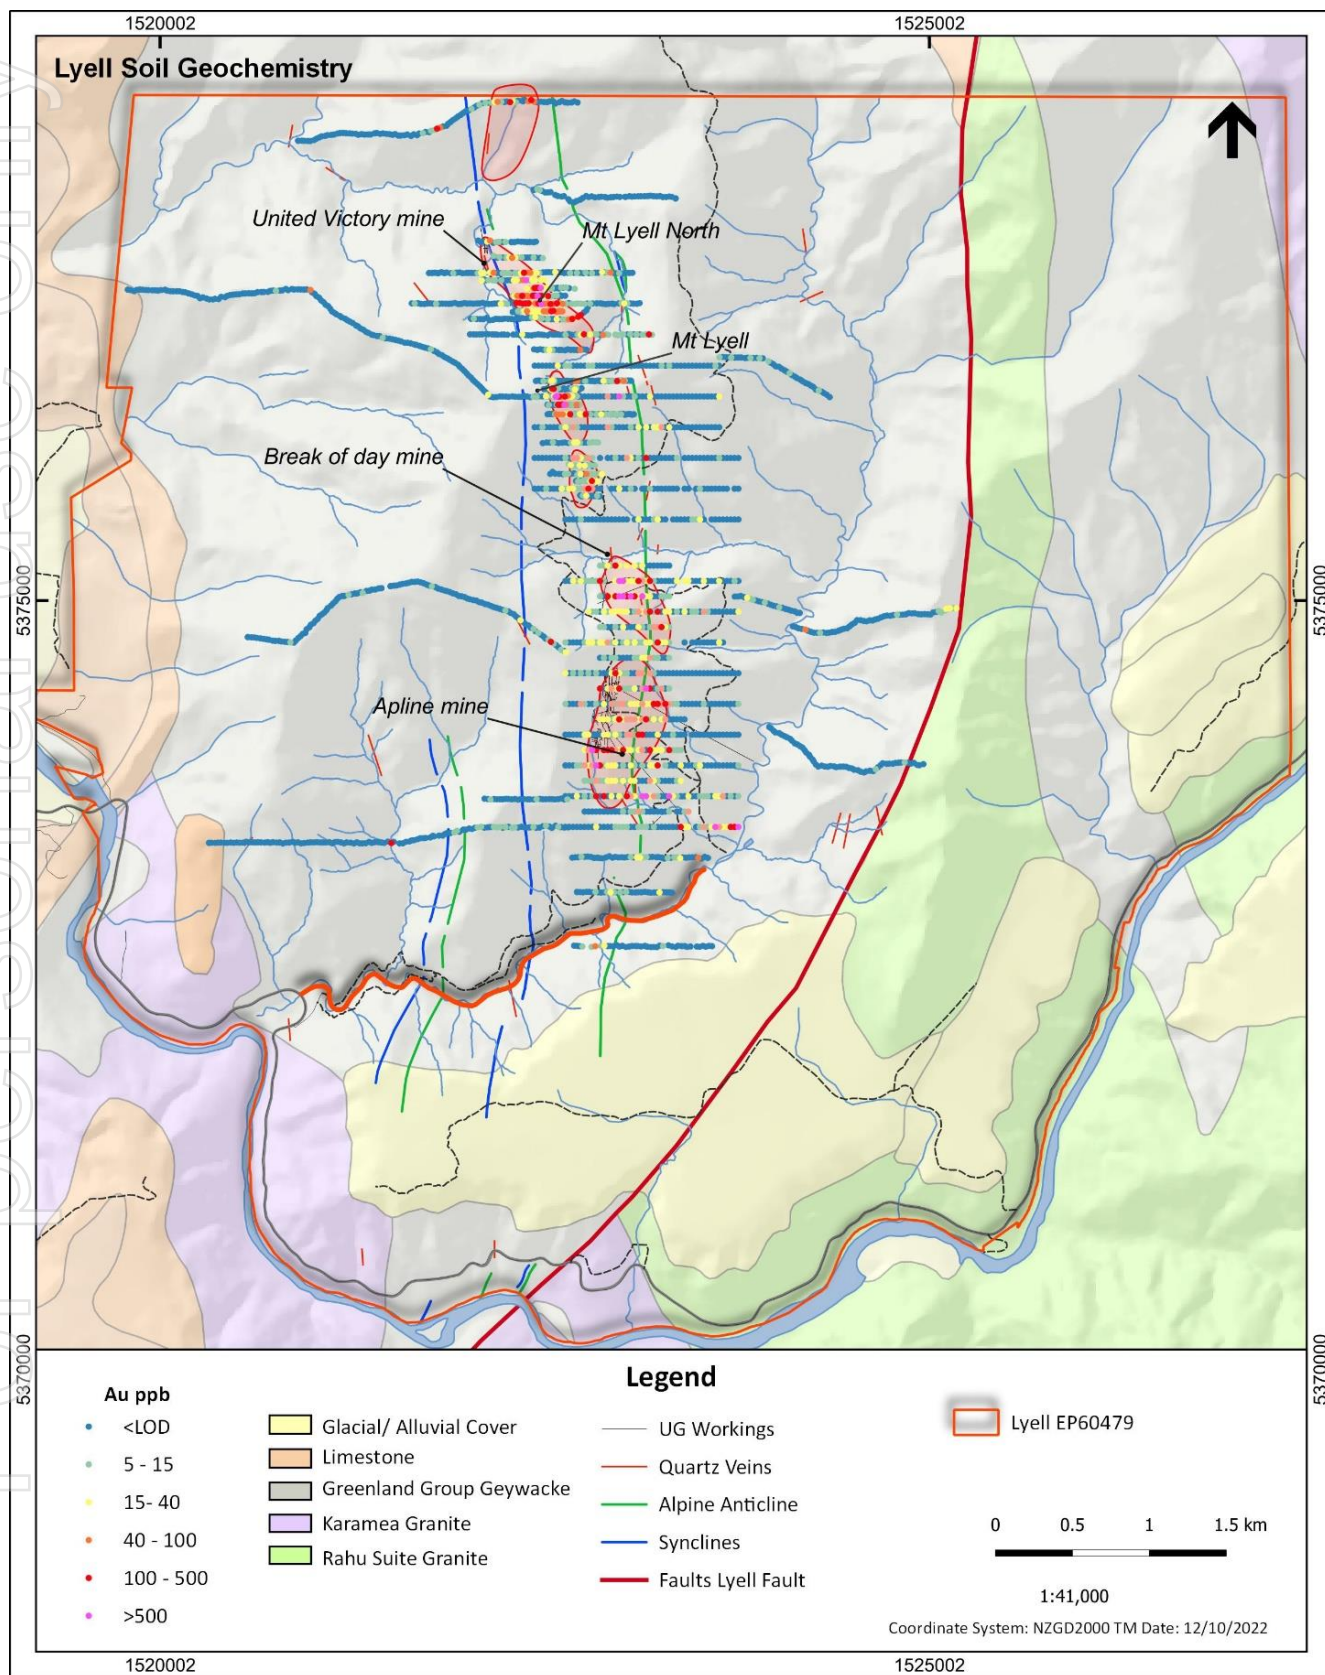 1520002
1525002
Lyell Soil Geochemistry
United Victory mine
Mt Lyell North
Mt Lyell
Break of day mine
5375000
5375000
Apline mine
5370000
5370000
Legend
Au ppb
<LOD
5 - 15
15- 40
40 - 100
100 - 500
>500
Glacial/ Alluvial Cover
Limestone
Greenland Group Geywacke
Karamea Granite
Rahu Suite Granite
UG Workings
Quartz Veins
Alpine Anticline
Synclines
Faults Lyell Fault
Lyell EP60479
0 0.5 1 1.5 km
1:41,000
Coordinate System: NZGD2000 TM Date: 12/10/2022
1520002
1525002
For personal use only